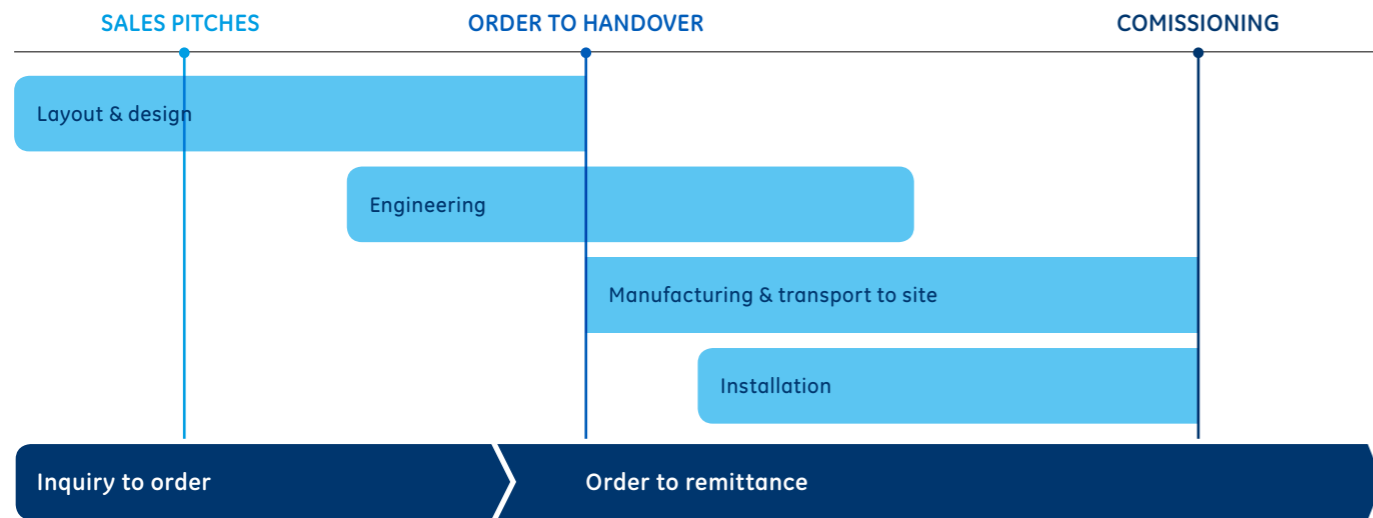 SALES PITCHES
ORDER TO HANDOVER
COMISSIONING
Layout & design
Engineering
Manufacturing & transport to site
Installation
Inquiry to order
Order to remittance